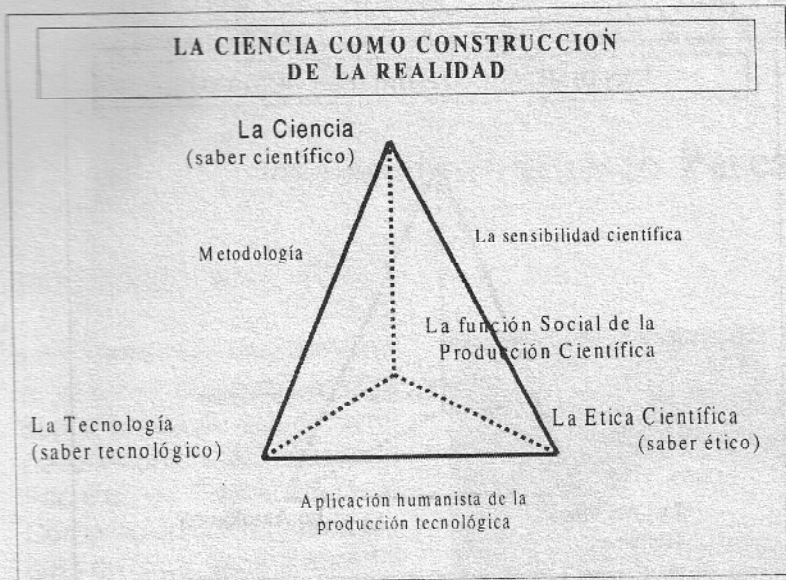 LA CIENCIA COMO CONSTRUCCION
DE LA REALIDAD
La Ciencia
(saber científico)
Metodología
La sensibilidad científica
La función Social de la
Producción Científica
La Tecnología
(saber tecnológico)
La Etica Científica
(saber ético)
Aplicación humanista de la
producción tecnológica